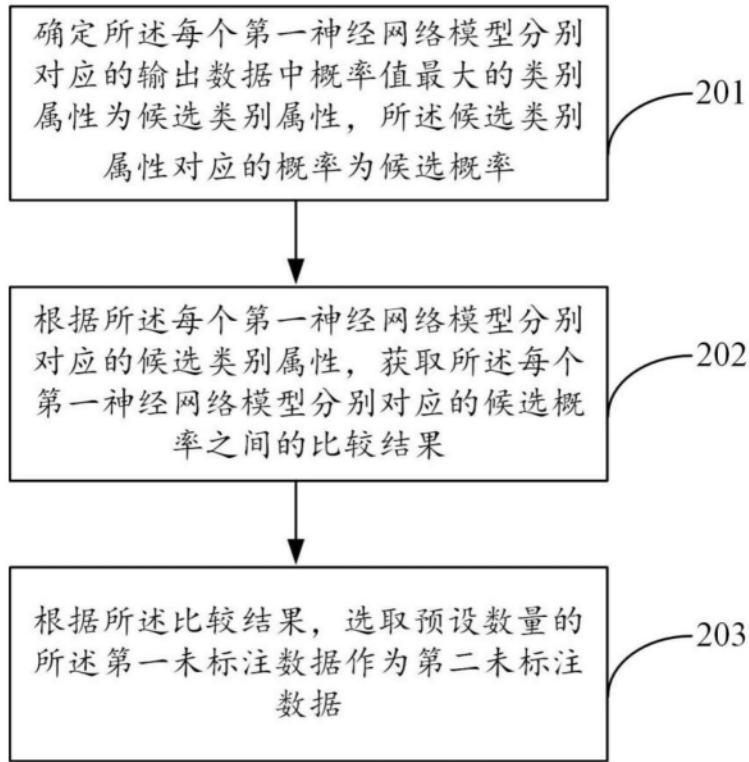 确定所述每个第一神经网络模型分别
对应的输出数据中概率值最大的类别
属性为候选类别属性，所述候选类别
属性对应的概率为候选概率
201
根据所述每个第一神经网络模型分别
对应的候选类别属性，获取所述每个
第一神经网络模型分别对应的候选概
率之间的比较结果
202
根据所述比较结果，选取预设数量的
所述第一未标注数据作为第二未标注
数据
203